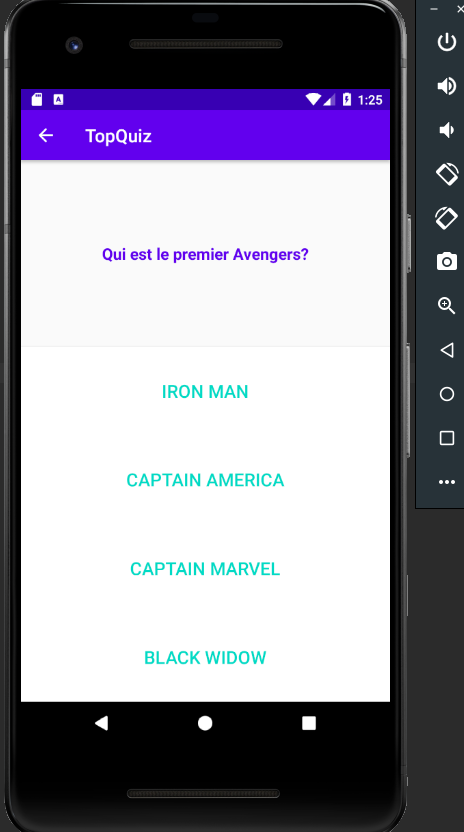 1:25
TopQuiz
Qui est le premier Avengers?
IRON MAN
CAPTAIN AMERICA
CAPTAIN MARVEL
BLACK WIDOW